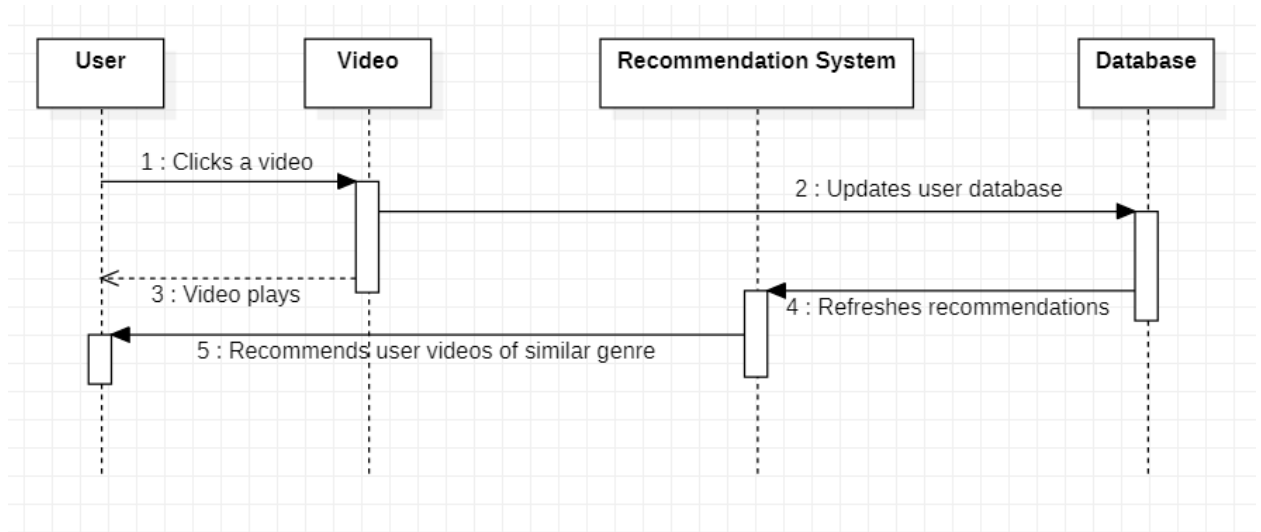 User
Video
Recommendation System
Database
1 : Clicks a video
2 : Updates user database
3 : Video plays
4 : Refreshes recommendations
5 : Recommends user videos of similar genre